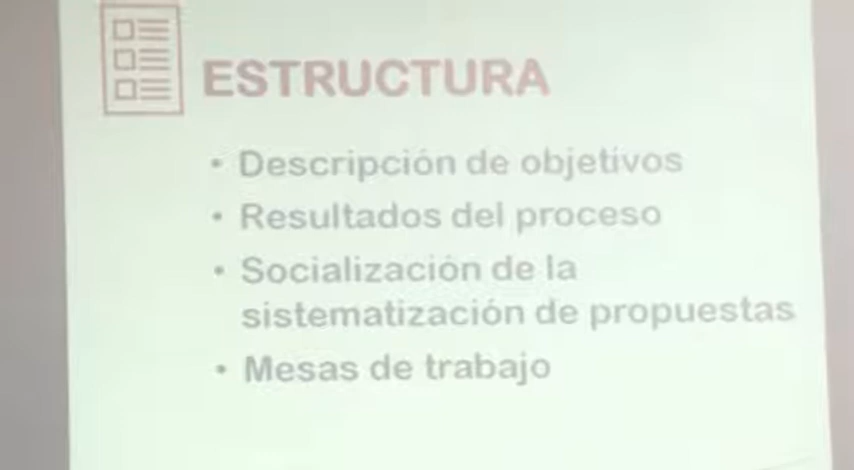 ESTRUCTURA
• Descripción de objetivos
• Resultados del proceso
• Socialización de la
sistematización de propuestas
• Mesas de trabajo